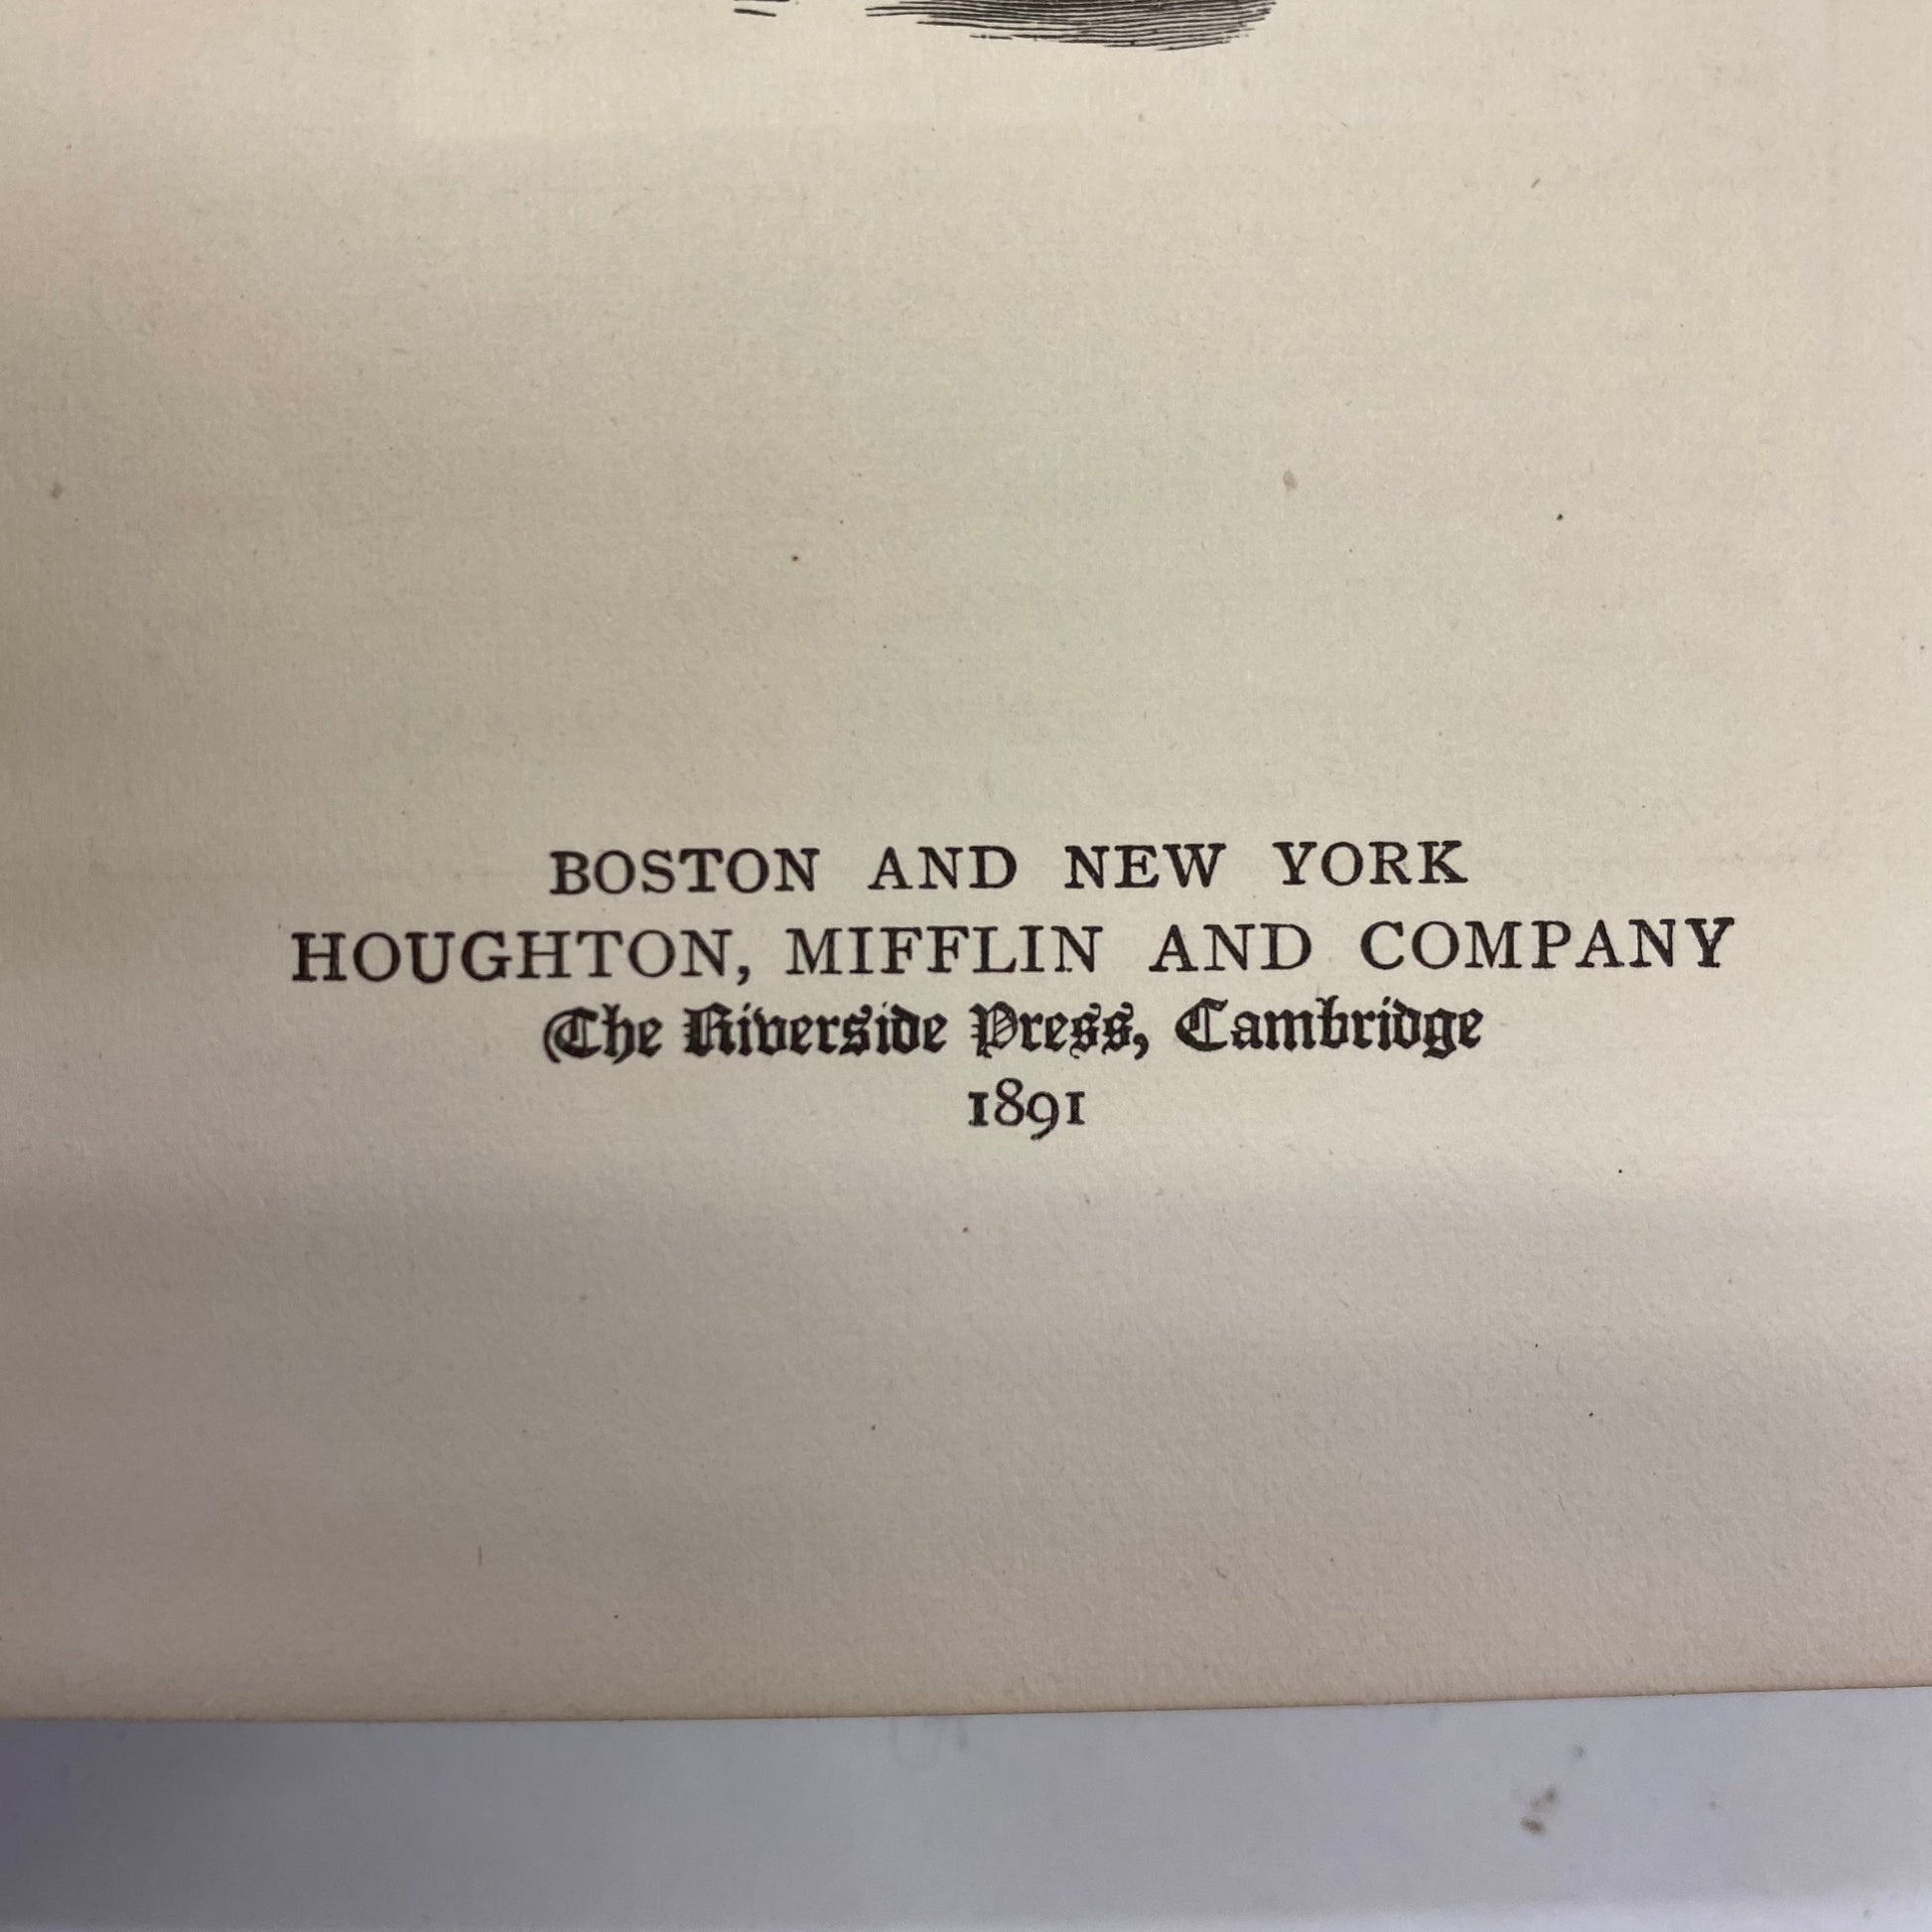 BOSTON AND NEW YORK
HOUGHTON, MIFFLIN AND COMPANY
The Riverside Press, Cambridge
1891